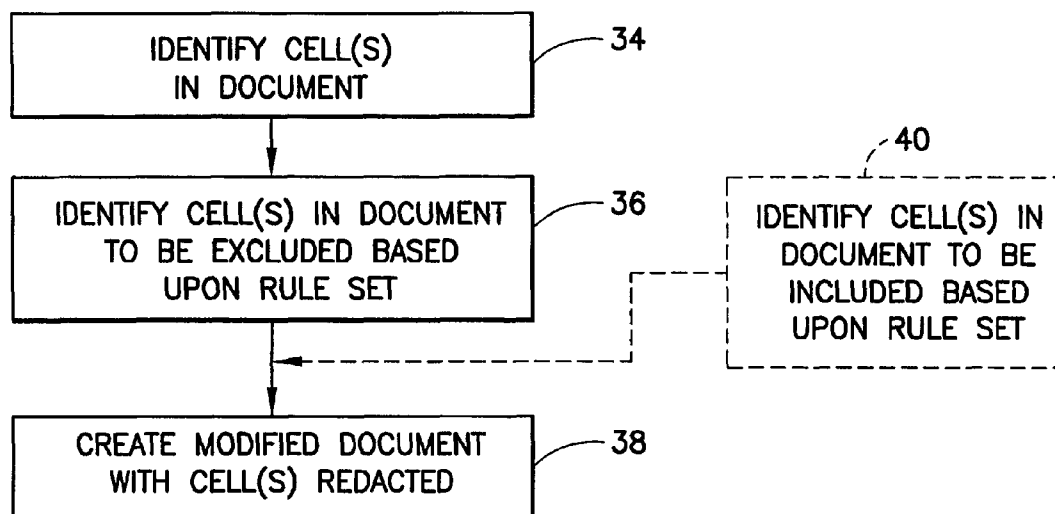 IDENTIFY CELL(S)
IN DOCUMENT
34
IDENTIFY CELL(S) IN DOCUMENT
TO BE EXCLUDED BASED
UPON RULE SET
36
40
IDENTIFY CELL(S) IN
DOCUMENT TO BE
INCLUDED BASED
UPON RULE SET
CREATE MODIFIED DOCUMENT
WITH CELL(S) REDACTED
38